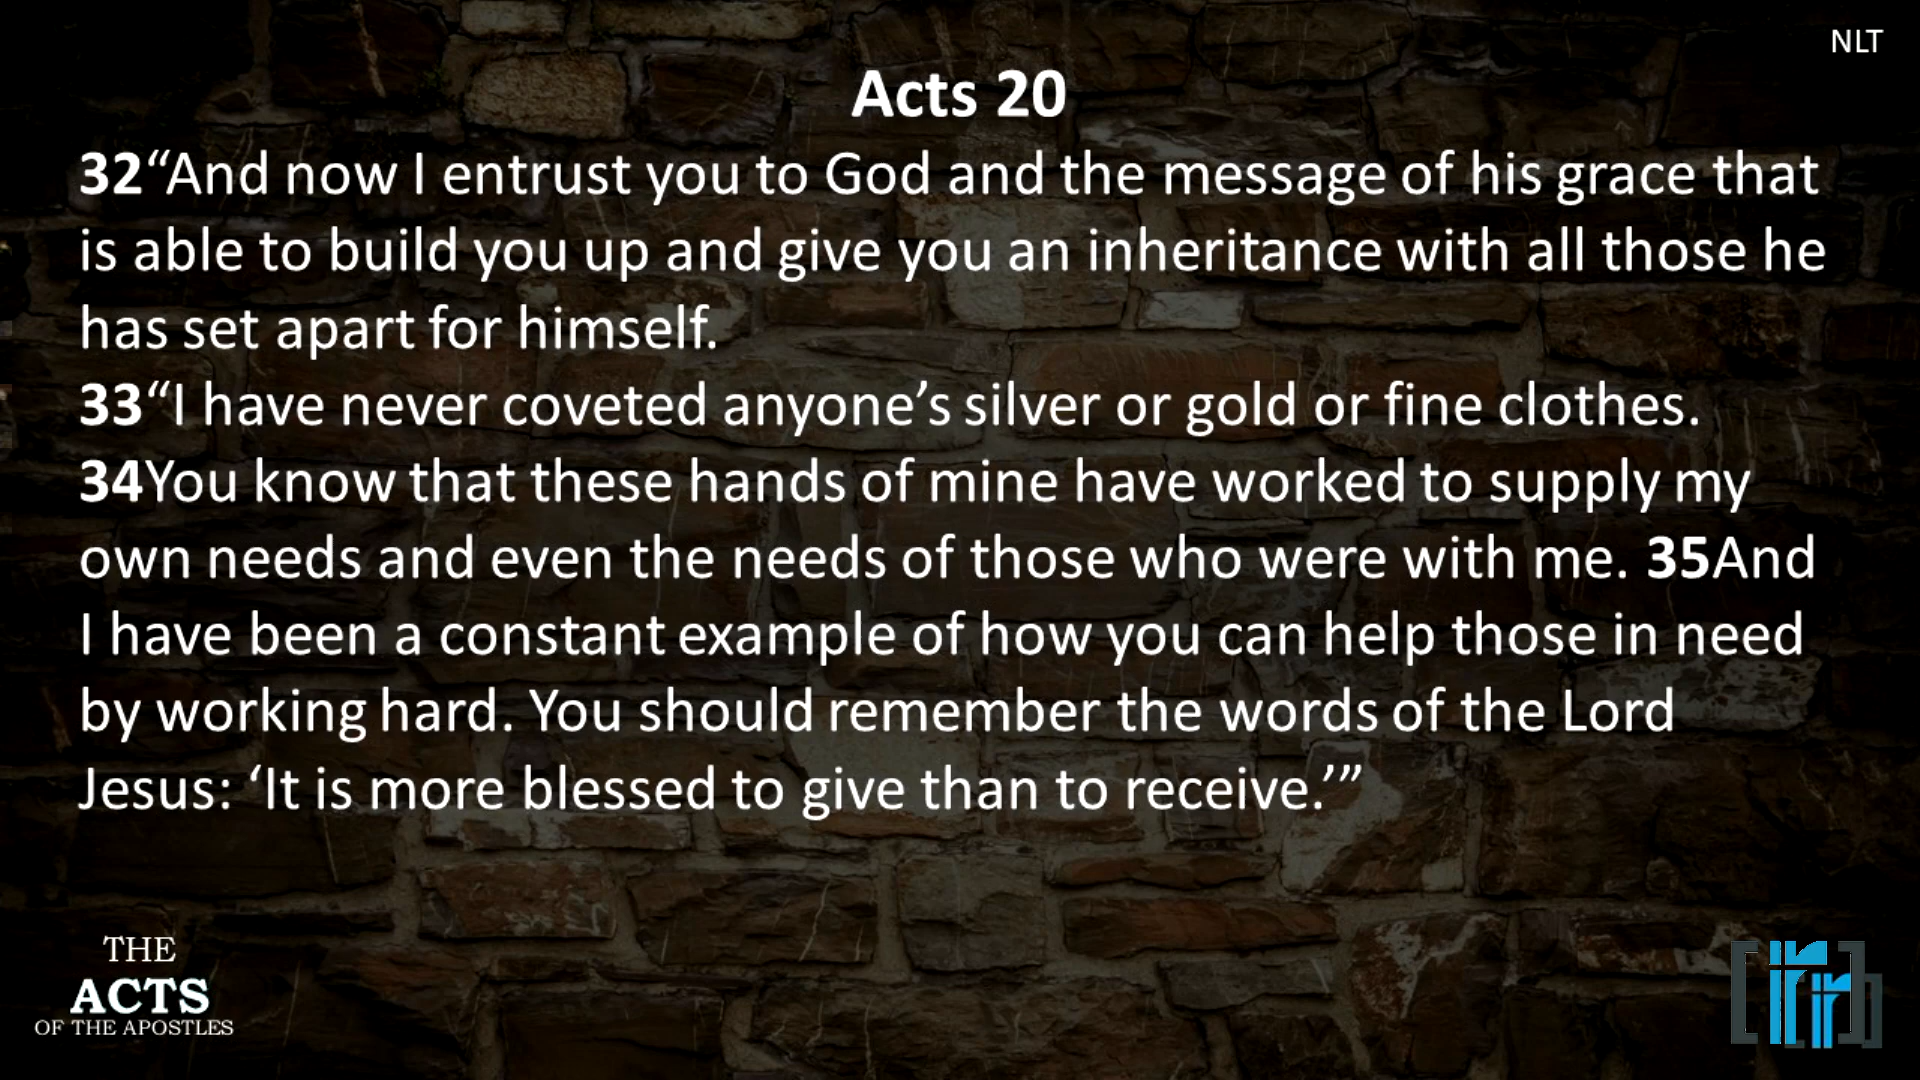 NLT
Acts 20
32“And now I entrust you to God and the message of his grace that
is able to build you up and give you an inheritance with all those he
has set apart for himself.
33“I have never coveted anyone’s silver or gold or fine clothes.
34You know that these hands of mine have worked to supply my
own needs and even the needs of those who were with me. 35And
I have been a constant example of how you can help those in need
by working hard. You should remember the words of the Lord
Jesus: ‘It is more blessed to give than to receive.’”
THE
ACTS
OF THE APOSTLES